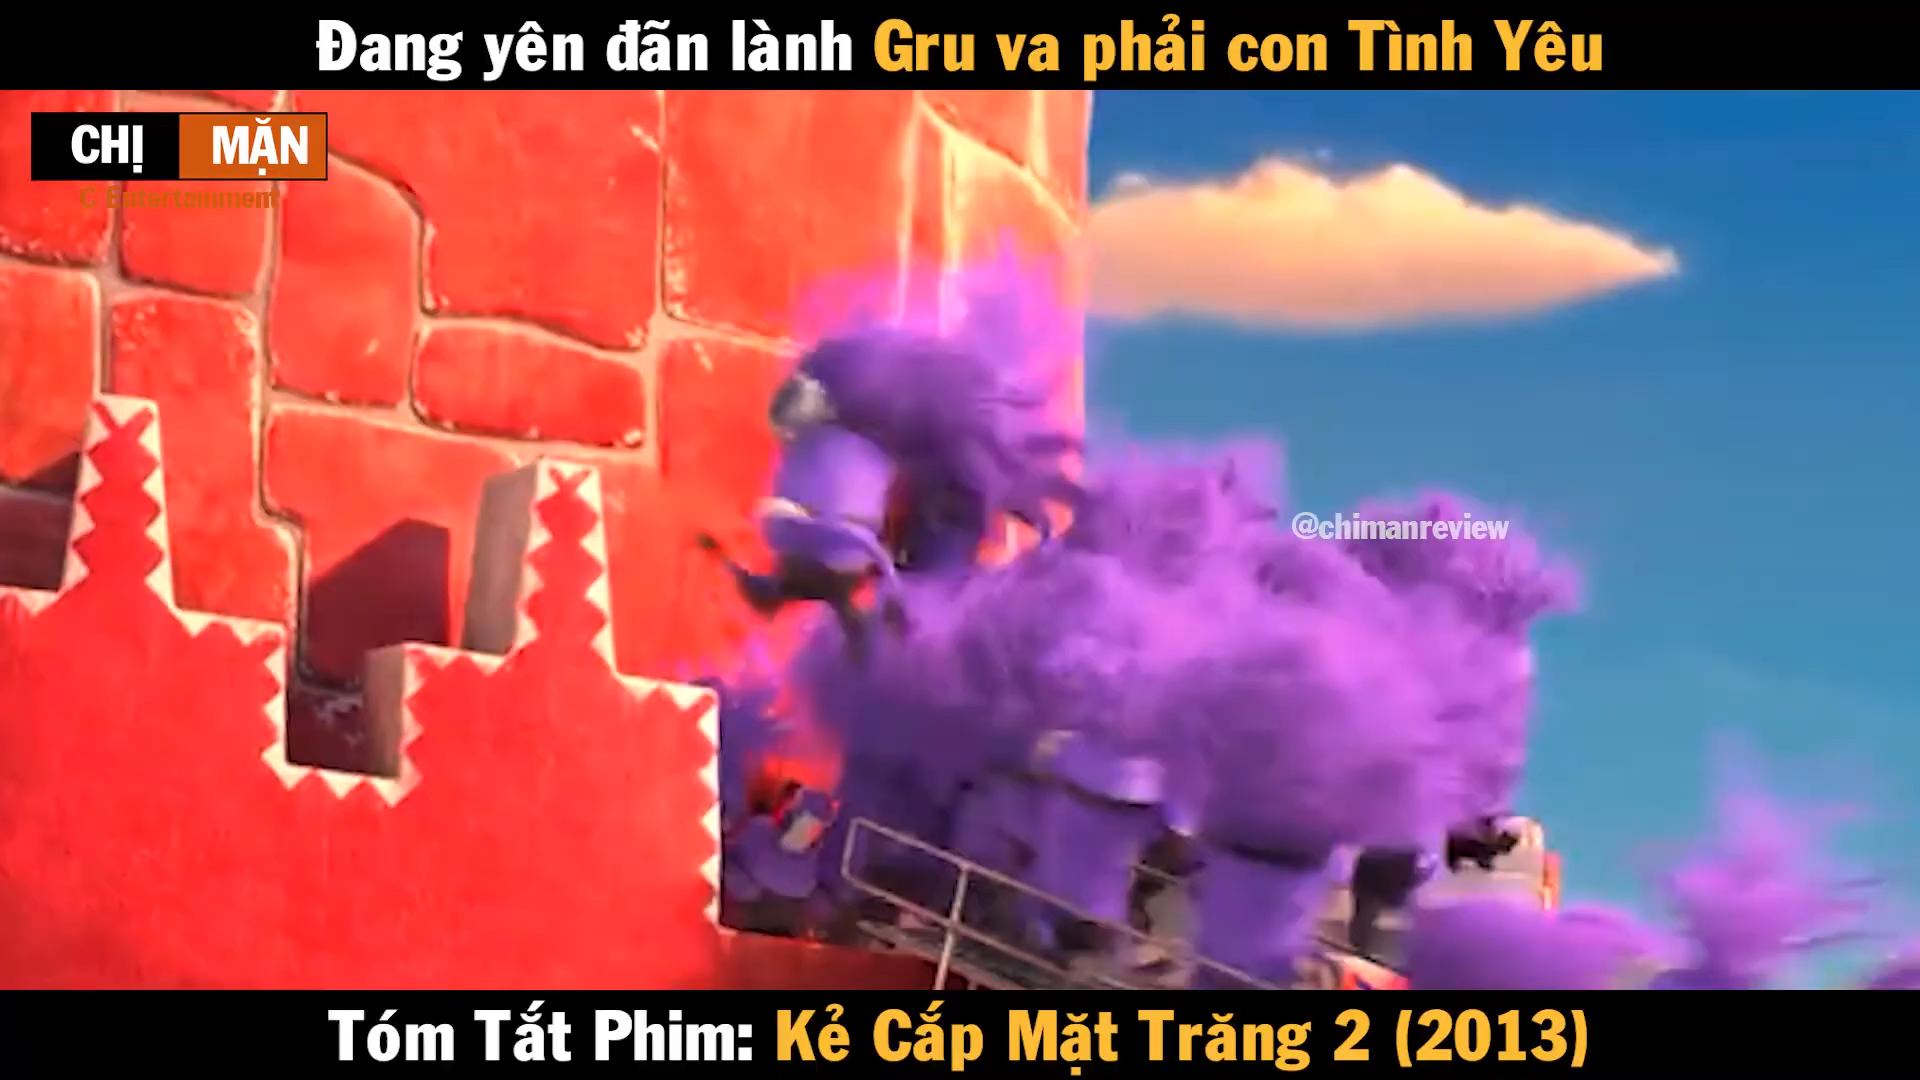 Đang yên đãn lành Gru va phải con Tình Yêu
CHỊ MẶN
C Entertainment
@chimanreview
Tóm Tắt Phim: Kẻ Cắp Mặt Trăng 2 (2013)